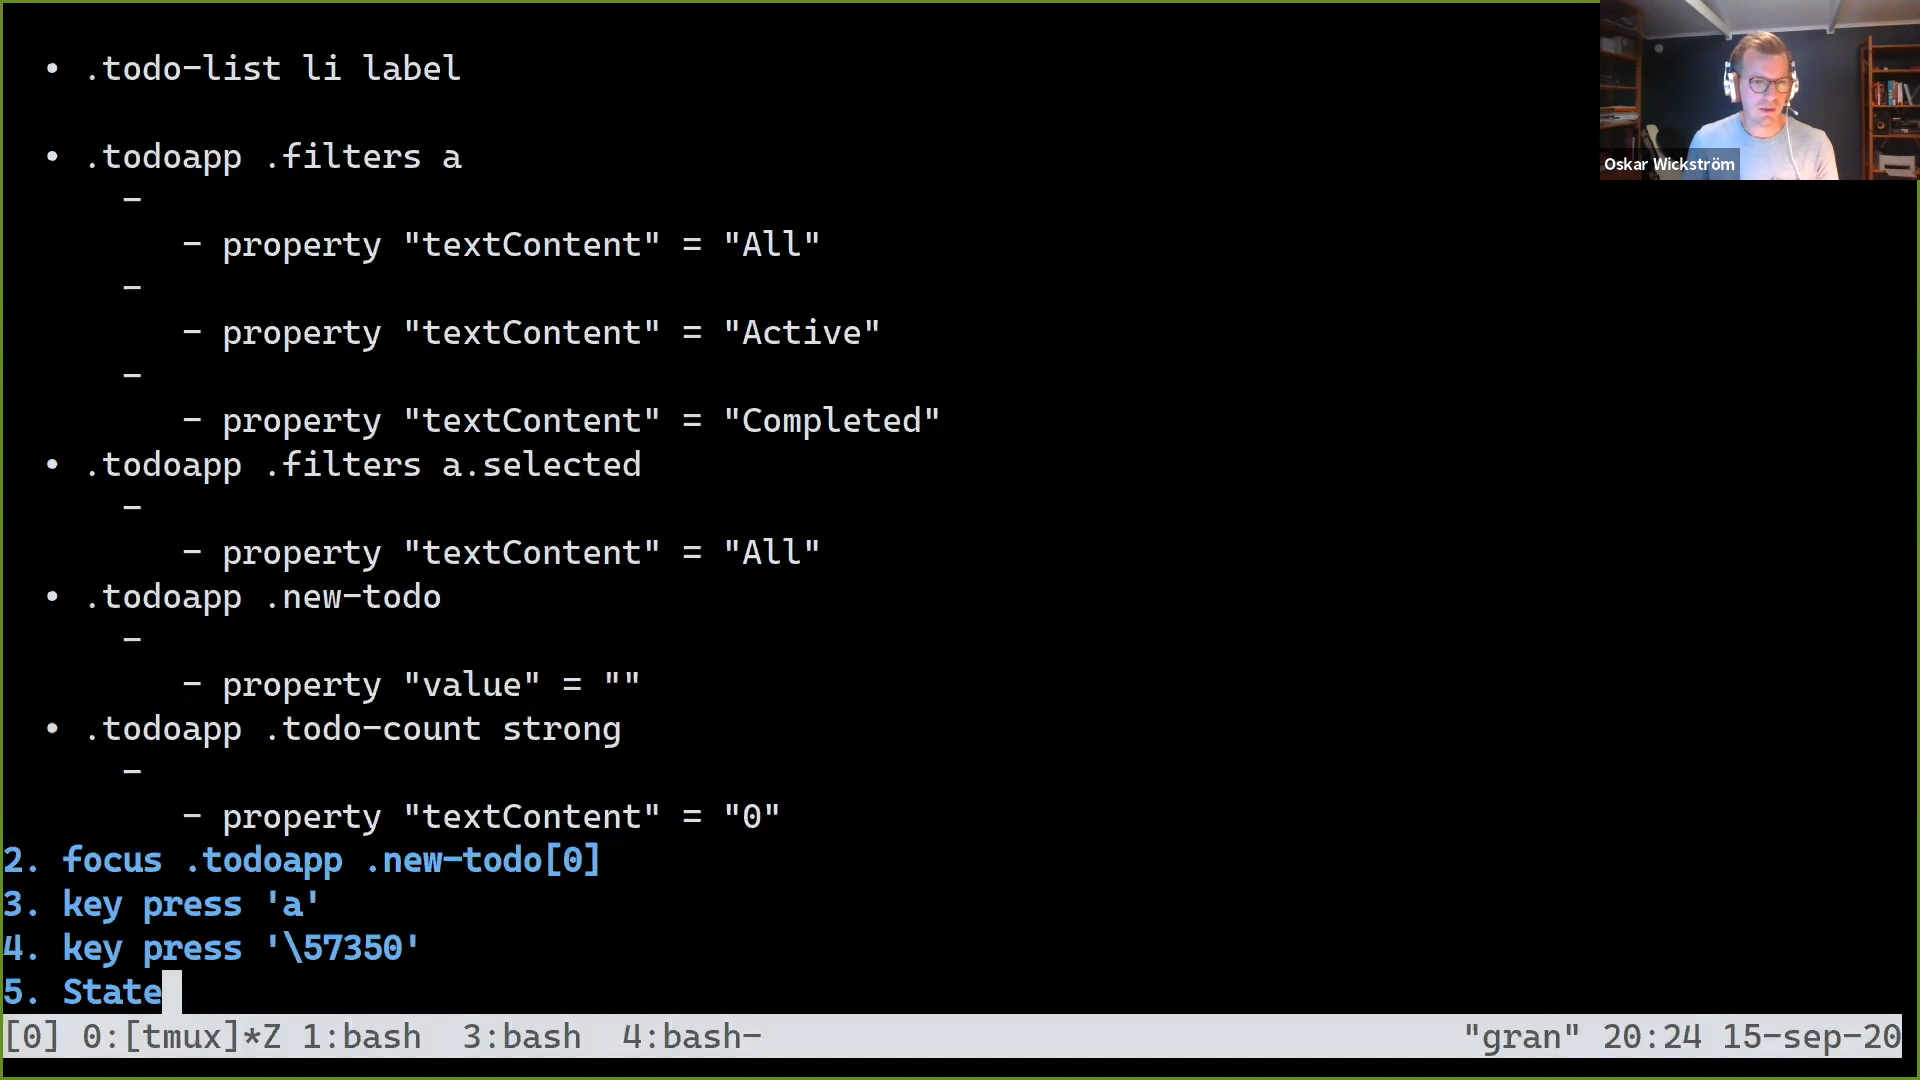 • .todo-list li label
• .todoapp .filters a
–
– property "textContent" = "All"
–
– property "textContent" = "Active"
–
– property "textContent" = "Completed"
• .todoapp .filters a.selected
–
– property "textContent" = "All"
• .todoapp .new-todo
–
– property "value" = ""
• .todoapp .todo-count strong
–
– property "textContent" = "0"
2. focus .todoapp .new-todo[0]
3. key press 'a'
4. key press '\57350'
5. State
[0] 0:[tmux]*Z 1:bash  3:bash  4:bash- "gran" 20:24 15-sep-20
Oskar Wickström